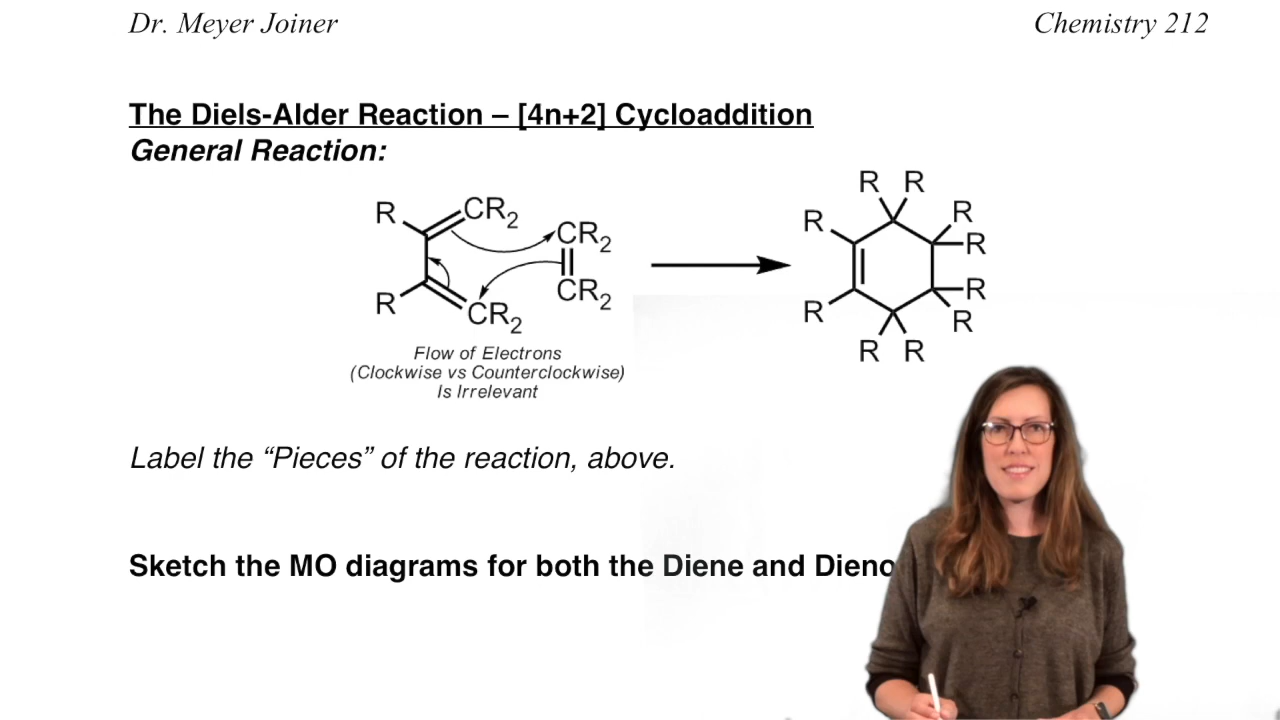 Dr. Meyer Joiner
Chemistry 212
The Diels-Alder Reaction – [4n+2] Cycloaddition
General Reaction:
R CR2
CR2
R CR2
CR2
R R
R R
R
R R
R
R R
Flow of Electrons
(Clockwise vs Counterclockwise)
Is Irrelevant
Label the “Pieces” of the reaction, above.
Sketch the MO diagrams for both the Diene and